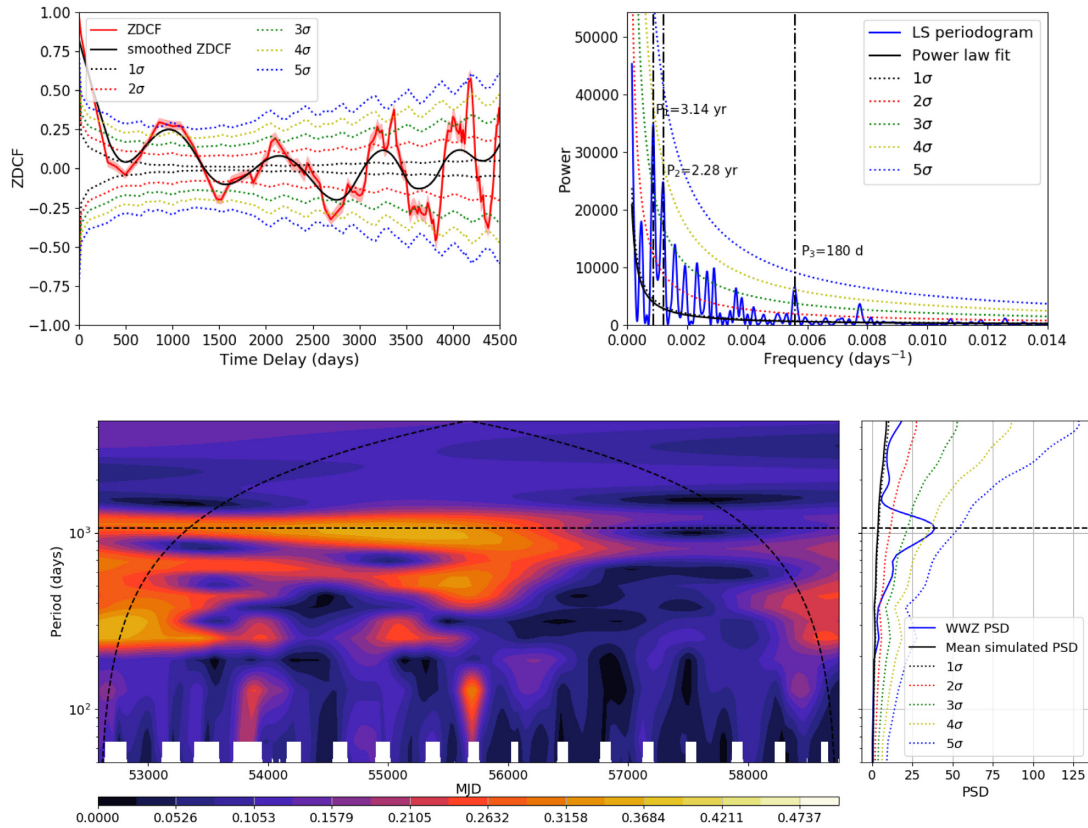 1.00
0.75
0.50
0.25
0.00
-0.25
-0.50
-0.75
-1.00
ZDCF
0 500 1000 1500 2000 2500 3000 3500 4000 4500
Time Delay (days)
ZDCF
smoothed ZDCF
1σ
2σ
3σ
4σ
5σ
50000
40000
30000
20000
10000
0
Power
0.000 0.002 0.004 0.006 0.008 0.010 0.012 0.014
Frequency (days⁻¹)
P₁=3.14 yr
P₂=2.28 yr
P₃=180 d
LS periodogram
Power law fit
1σ
2σ
3σ
4σ
5σ
10³
10²
Period (days)
53000 54000 55000 56000 57000 58000
MJD
0.0000 0.0526 0.1053 0.1579 0.2105 0.2632 0.3158 0.3684 0.4211 0.4737
WWZ PSD
Mean simulated PSD
1σ
2σ
3σ
4σ
5σ
0 25 50 75 100 125
PSD